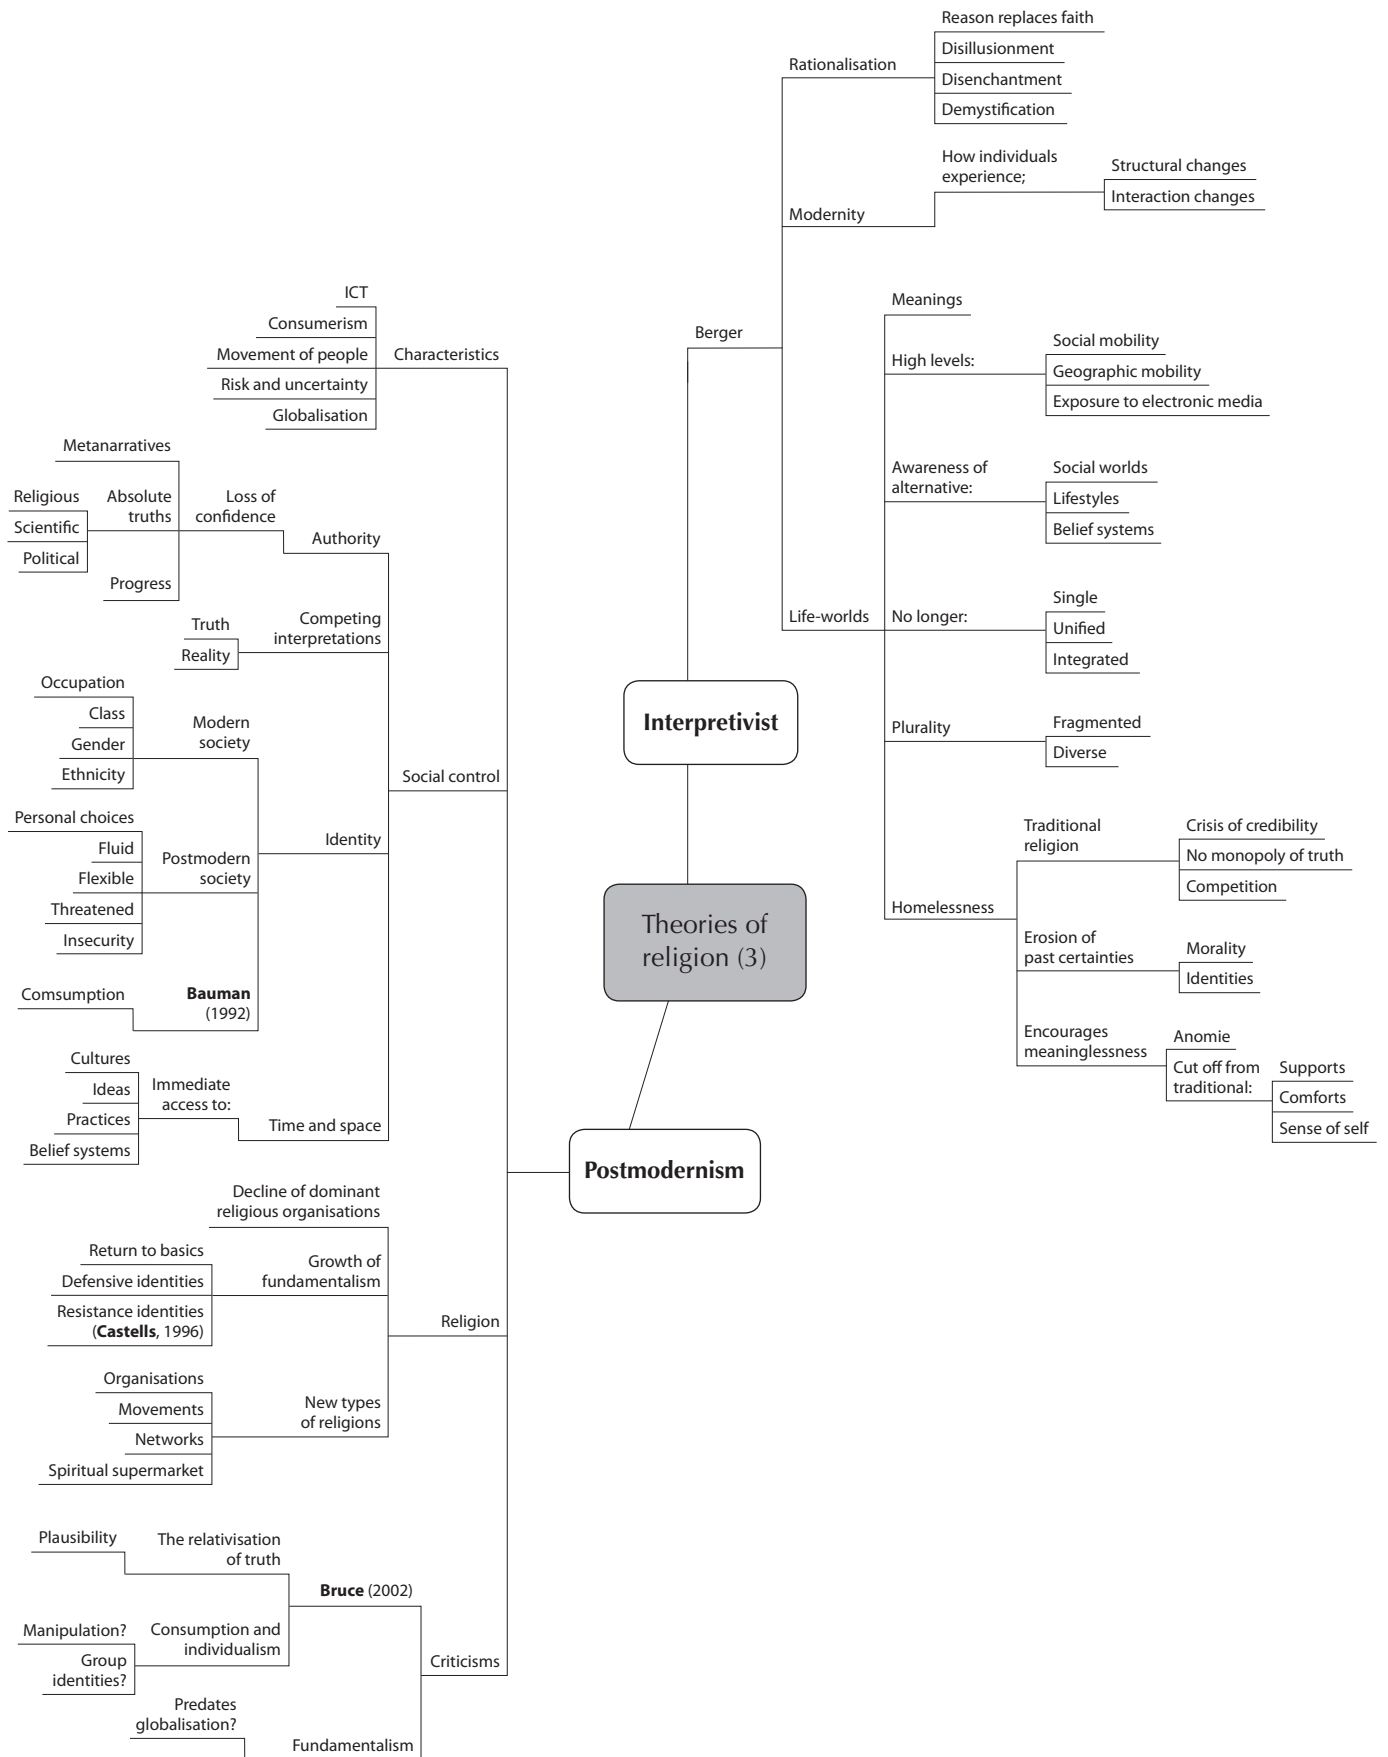 Theories of
religion (3)
Interpretivist
Berger
Rationalisation
Reason replaces faith
Disillusionment
Disenchantment
Demystification
Modernity
How individuals
experience;
Structural changes
Interaction changes
Life-worlds
Meanings
High levels:
Social mobility
Geographic mobility
Exposure to electronic media
Awareness of
alternative:
Social worlds
Lifestyles
Belief systems
No longer:
Single
Unified
Integrated
Plurality
Fragmented
Diverse
Homelessness
Traditional
religion
Crisis of credibility
No monopoly of truth
Competition
Erosion of
past certainties
Morality
Identities
Encourages
meaninglessness
Anomie
Cut off from
traditional:
Supports
Comforts
Sense of self
Postmodernism
Characteristics
ICT
Consumerism
Movement of people
Risk and uncertainty
Globalisation
Social control
Authority
Loss of
confidence
Metanarratives
Absolute
truths
Religious
Scientific
Political
Progress
Competing
interpretations
Truth
Reality
Identity
Modern
society
Occupation
Class
Gender
Ethnicity
Postmodern
society
Personal choices
Fluid
Flexible
Threatened
Insecurity
Bauman
(1992)
Comsumption
Time and space
Immediate
access to:
Cultures
Ideas
Practices
Belief systems
Religion
Decline of dominant
religious organisations
Growth of
fundamentalism
Return to basics
Defensive identities
Resistance identities
(Castells, 1996)
New types
of religions
Organisations
Movements
Networks
Spiritual supermarket
Criticisms
Bruce (2002)
The relativisation
of truth
Plausibility
Consumption and
individualism
Manipulation?
Group
identities?
Fundamentalism
Predates
globalisation?